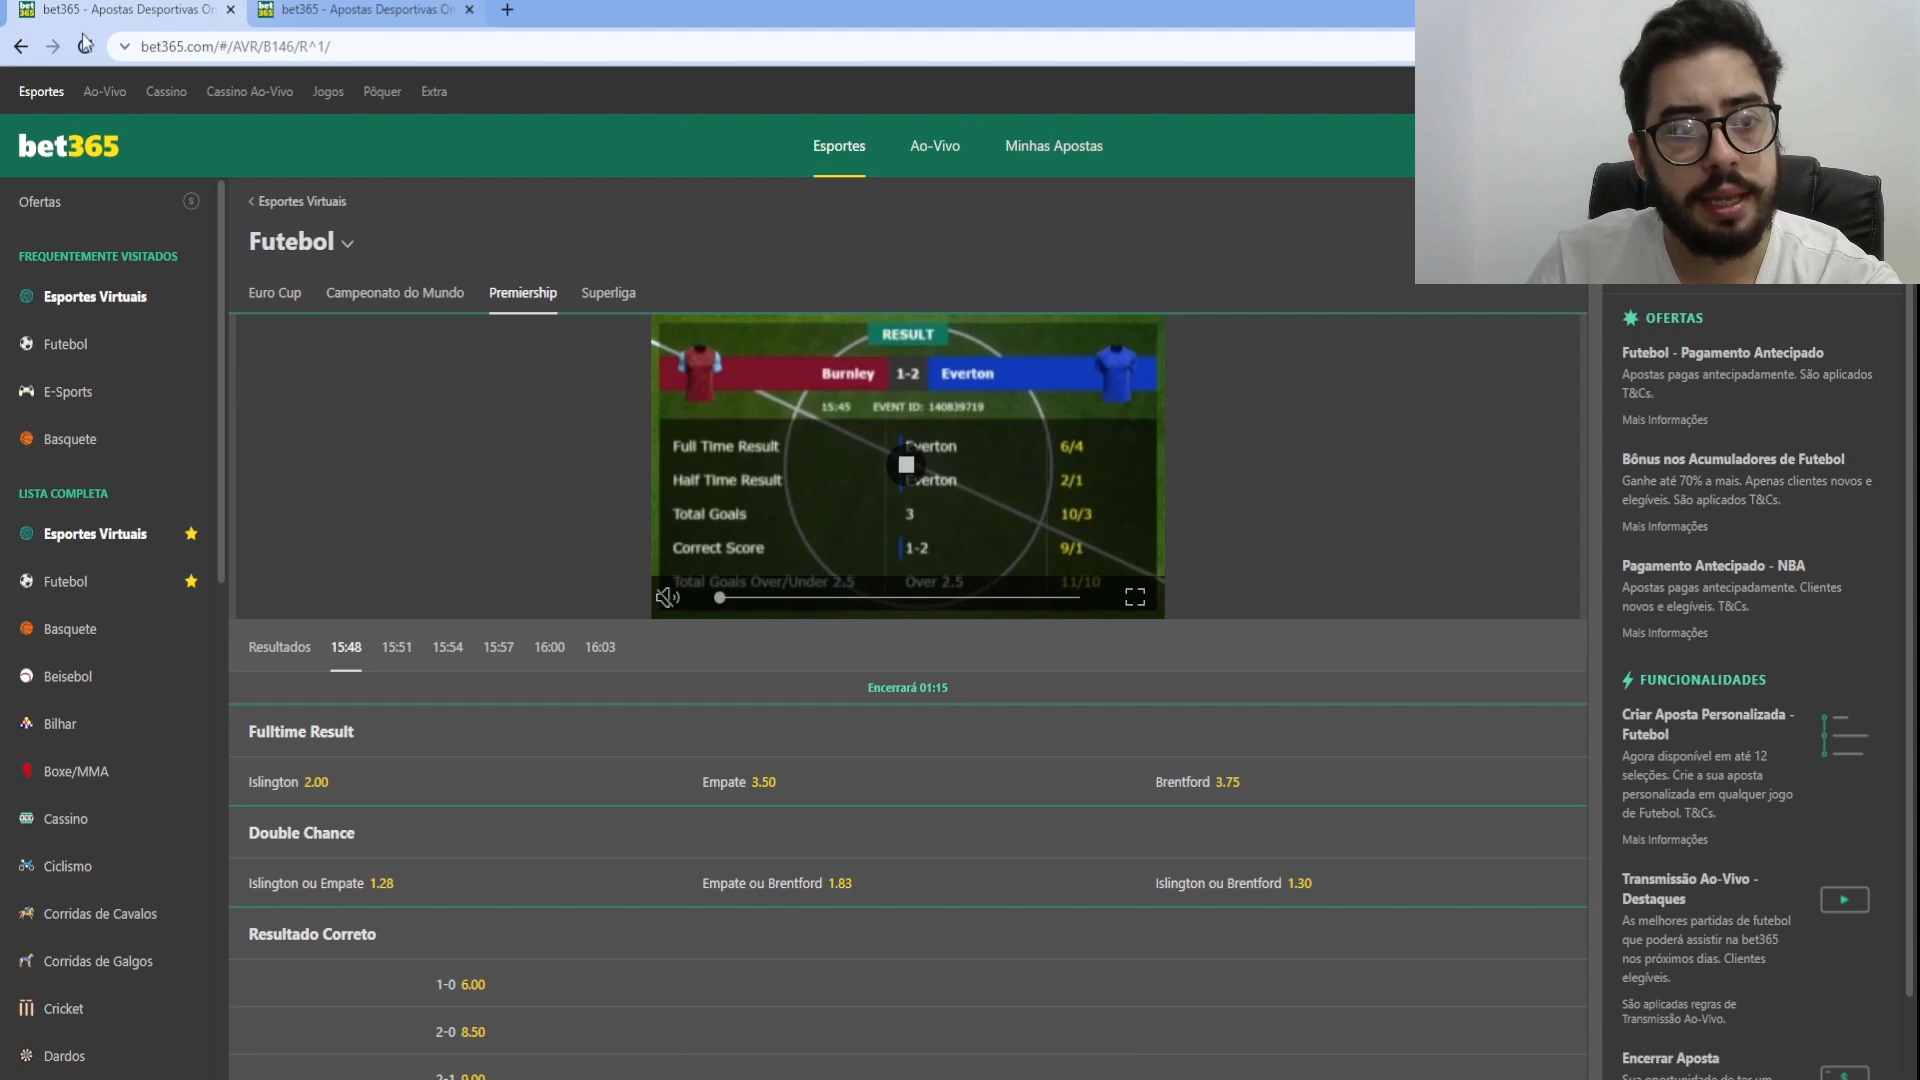 bet365 - Apostas Desportivas On
bet365 - Apostas Desportivas On
bet365.com/#/AVR/B146/R^1/
Esportes Ao-Vivo Cassino Cassino Ao-Vivo Jogos Pôquer Extra
bet365
Esportes Ao-Vivo Minhas Apostas
Ofertas
FREQUENTEMENTE VISITADOS
Esportes Virtuais
Futebol
E-Sports
Basquete
LISTA COMPLETA
Esportes Virtuais
Futebol
Basquete
Beisebol
Bilhar
Boxe/MMA
Cassino
Ciclismo
Corridas de Cavalos
Corridas de Galgos
Cricket
Dardos
Esportes Virtuais
Futebol
Euro Cup Campeonato do Mundo Premiership Superliga
RESULT
Burnley 1-2 Everton
15:45 EVENT ID: 140839719
Full Time Result Everton 6/4
Half Time Result Everton 2/1
Total Goals 3 10/3
Correct Score 1-2 9/1
Total Goals Over/Under 2.5 Over 2.5 11/10
Resultados 15:48 15:51 15:54 15:57 16:00 16:03
Encerrará 01:15
Fulltime Result
Islington 2.00 Empate 3.50 Brentford 3.75
Double Chance
Islington ou Empate 1.28 Empate ou Brentford 1.83 Islington ou Brentford 1.30
Resultado Correto
1-0 6.00
2-0 8.50
2-1 9.00
OFERTAS
Futebol - Pagamento Antecipado
Apostas pagas antecipadamente. São aplicados
T&Cs.
Mais Informações
Bônus nos Acumuladores de Futebol
Ganhe até 70% a mais. Apenas clientes novos e
elegíveis. São aplicados T&Cs.
Mais Informações
Pagamento Antecipado - NBA
Apostas pagas antecipadamente. Clientes
novos e elegíveis. T&Cs.
Mais Informações
FUNCIONALIDADES
Criar Aposta Personalizada -
Futebol
Agora disponível em até 12
seleções. Crie a sua aposta
personalizada em qualquer jogo
de Futebol. T&Cs.
Mais Informações
Transmissão Ao-Vivo -
Destaques
As melhores partidas de futebol
que poderá assistir na bet365
nos próximos dias. Clientes
elegíveis.
São aplicadas regras de
Transmissão Ao-Vivo.
Encerrar Aposta
Sua oportunidade de ter um